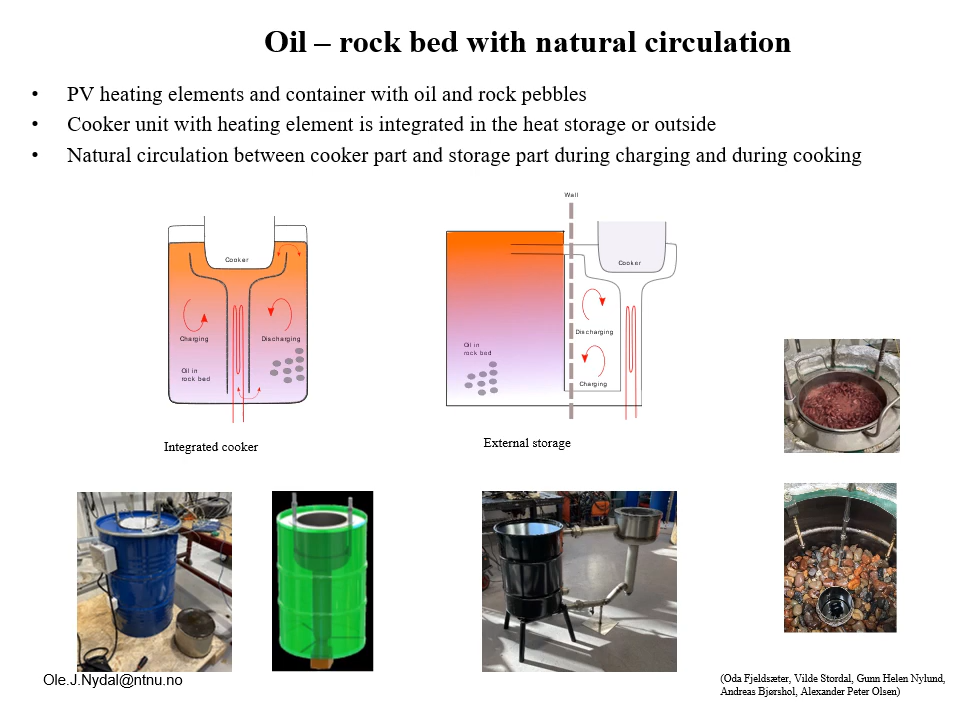 Oil – rock bed with natural circulation
• PV heating elements and container with oil and rock pebbles
• Cooker unit with heating element is integrated in the heat storage or outside
• Natural circulation between cooker part and storage part during charging and during cooking
Cooker
Charging
Discharging
Oil in
rock bed
Integrated cooker
Wall
Cooker
Discharging
Oil in
rock bed
Charging
External storage
Ole.J.Nydal@ntnu.no
(Oda Fjeldsæter, Vilde Stordal, Gunn Helen Nylund,
Andreas Bjørshol, Alexander Peter Olsen)